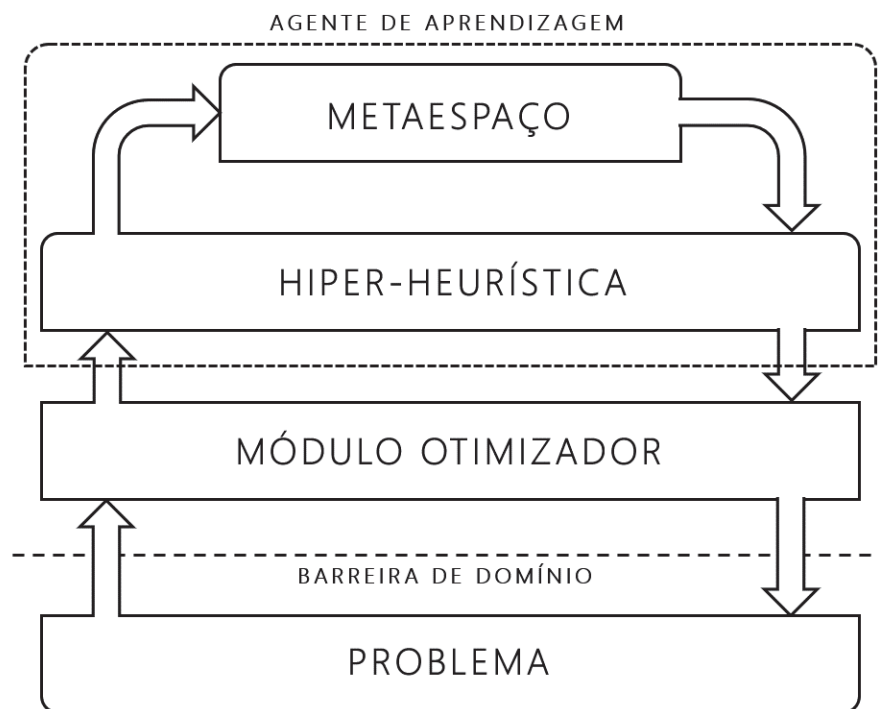 AGENTE DE APRENDIZAGEM
METAESPAÇO
HIPER-HEURÍSTICA
MÓDULO OTIMIZADOR
BARREIRA DE DOMÍNIO
PROBLEMA